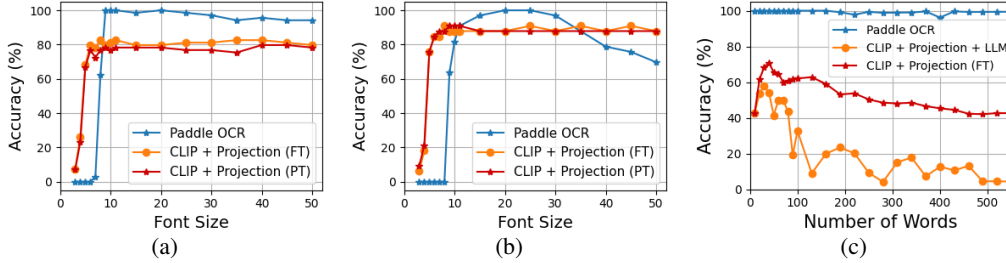 Accuracy (%)
100
80
60
40
20
0
Paddle OCR
CLIP + Projection (FT)
CLIP + Projection (PT)
0 10 20 30 40 50
Font Size
(a)
Accuracy (%)
100
80
60
40
20
0
Paddle OCR
CLIP + Projection (FT)
CLIP + Projection (PT)
0 10 20 30 40 50
Font Size
(b)
Accuracy (%)
100
80
60
40
20
0
Paddle OCR
CLIP + Projection + LLM
CLIP + Projection (FT)
0 100 200 300 400 500
Number of Words
(c)